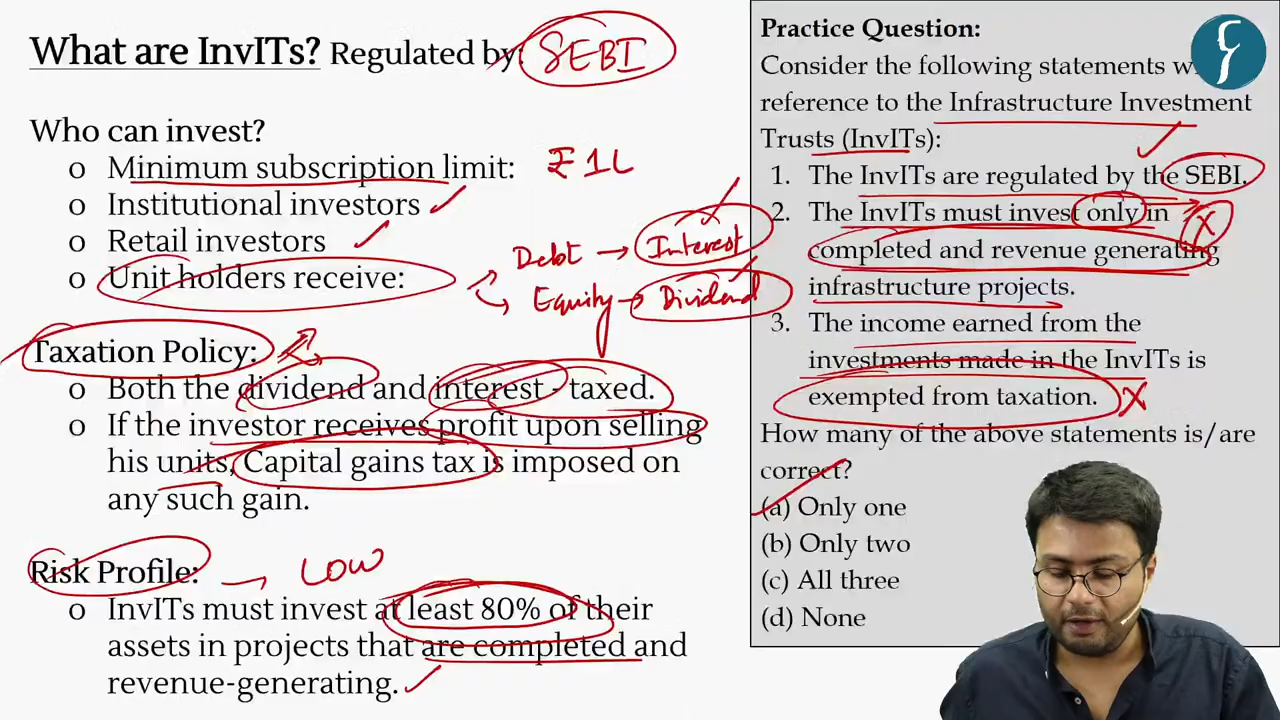 What are InvITs? Regulated by: SEBI
Who can invest?
o Minimum subscription limit: ₹1L
o Institutional investors
o Retail investors
o Unit holders receive:
Debt → Interest
Equity → Dividend
Taxation Policy:
o Both the dividend and interest - taxed.
o If the investor receives profit upon selling
his units, Capital gains tax is imposed on
any such gain.
Risk Profile: → LOW
o InvITs must invest at least 80% of their
assets in projects that are completed and
revenue-generating.
Practice Question:
Consider the following statements
reference to the Infrastructure Investment
Trusts (InvITs):
1. The InvITs are regulated by the SEBI.
2. The InvITs must invest only in
completed and revenue generating
infrastructure projects.
3. The income earned from the
investments made in the InvITs is
exempted from taxation.
How many of the above statements is/are
correct?
(a) Only one
(b) Only two
(c) All three
(d) None